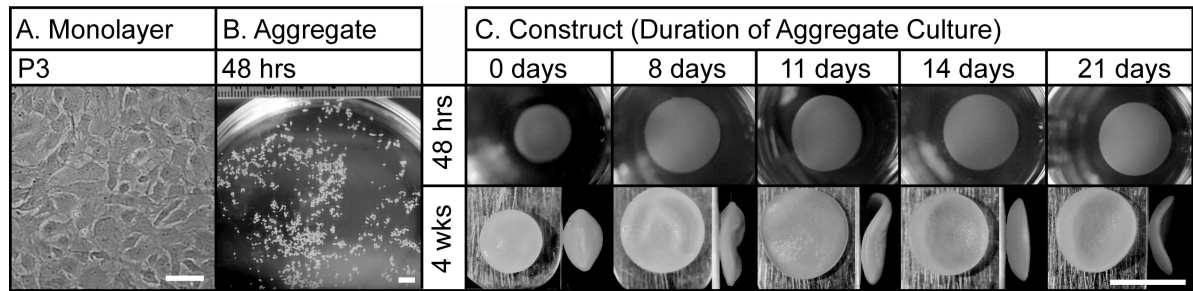 A. Monolayer
B. Aggregate
C. Construct (Duration of Aggregate Culture)
P3
48 hrs
0 days
8 days
11 days
14 days
21 days
48 hrs
4 wks